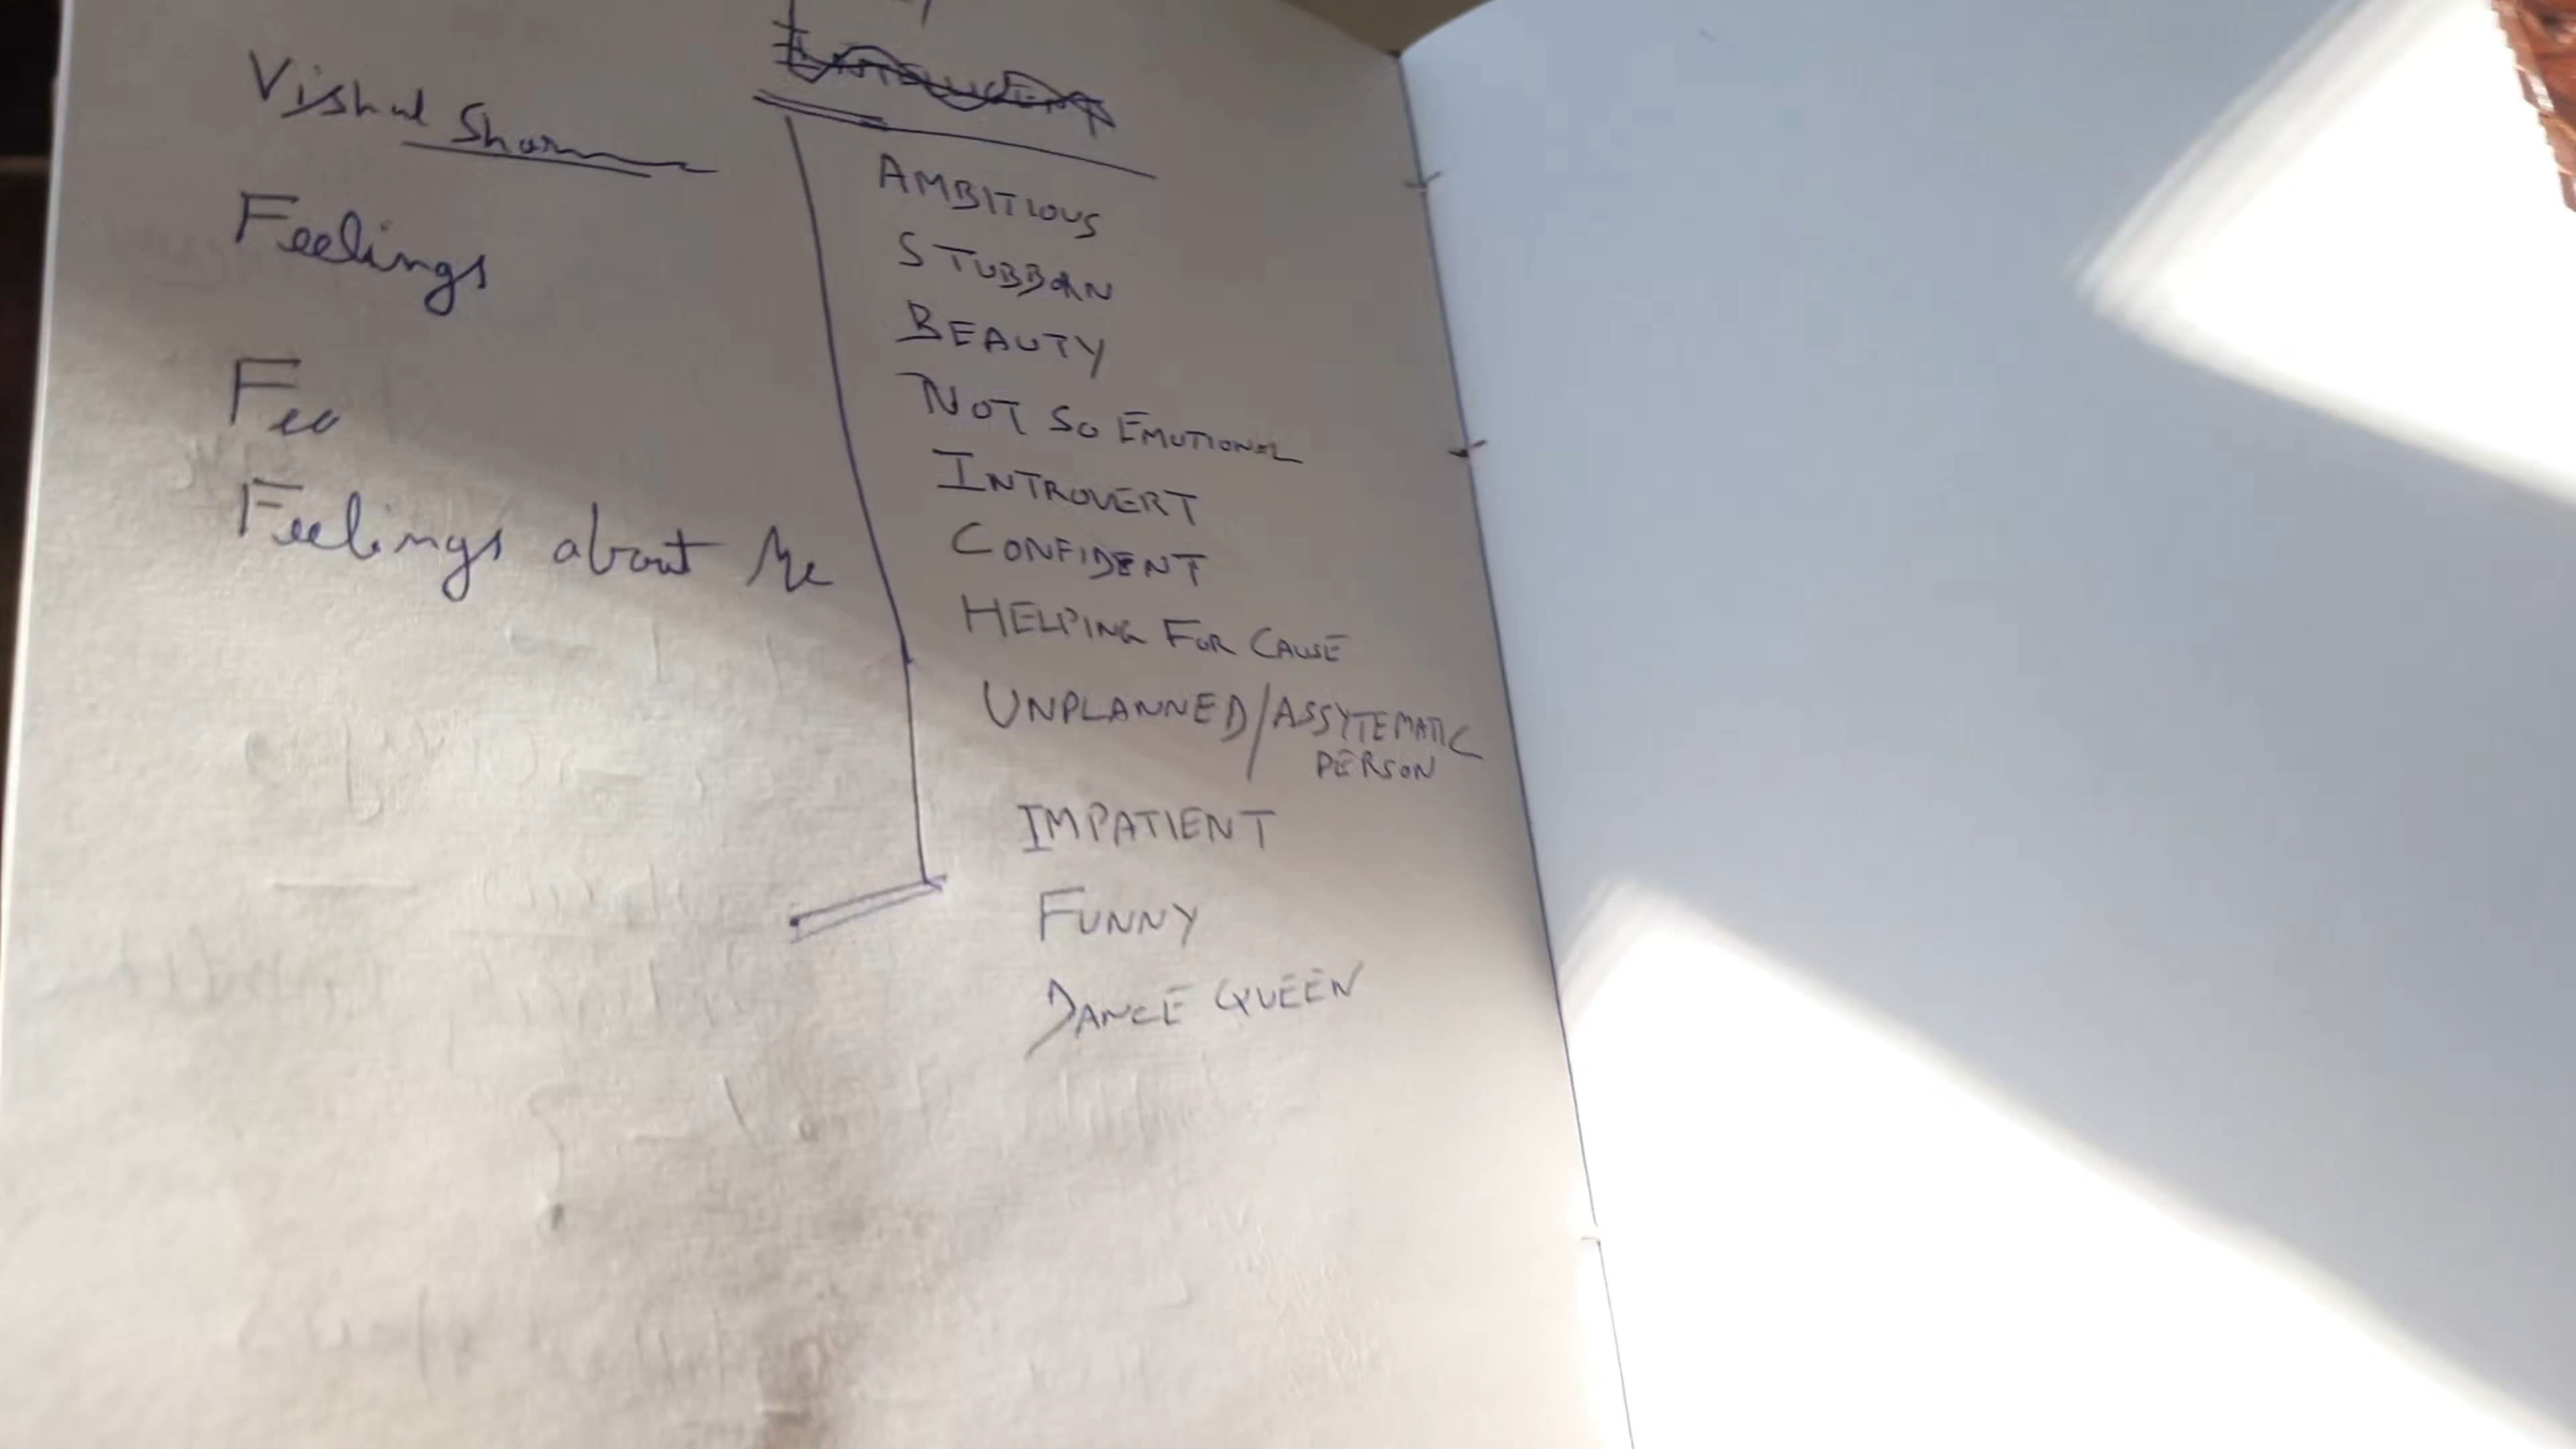 Vishal Sharma
Feelings
Fee
Feelings about Me
INTELLIGENT
AMBITIOUS
STUBBORN
BEAUTY
NOT SO EMOTIONAL
INTROVERT
CONFIDENT
HELPING FOR CAUSE
UNPLANNED/ASSYTEMATIC
PERSON
IMPATIENT
FUNNY
DANCE QUEEN